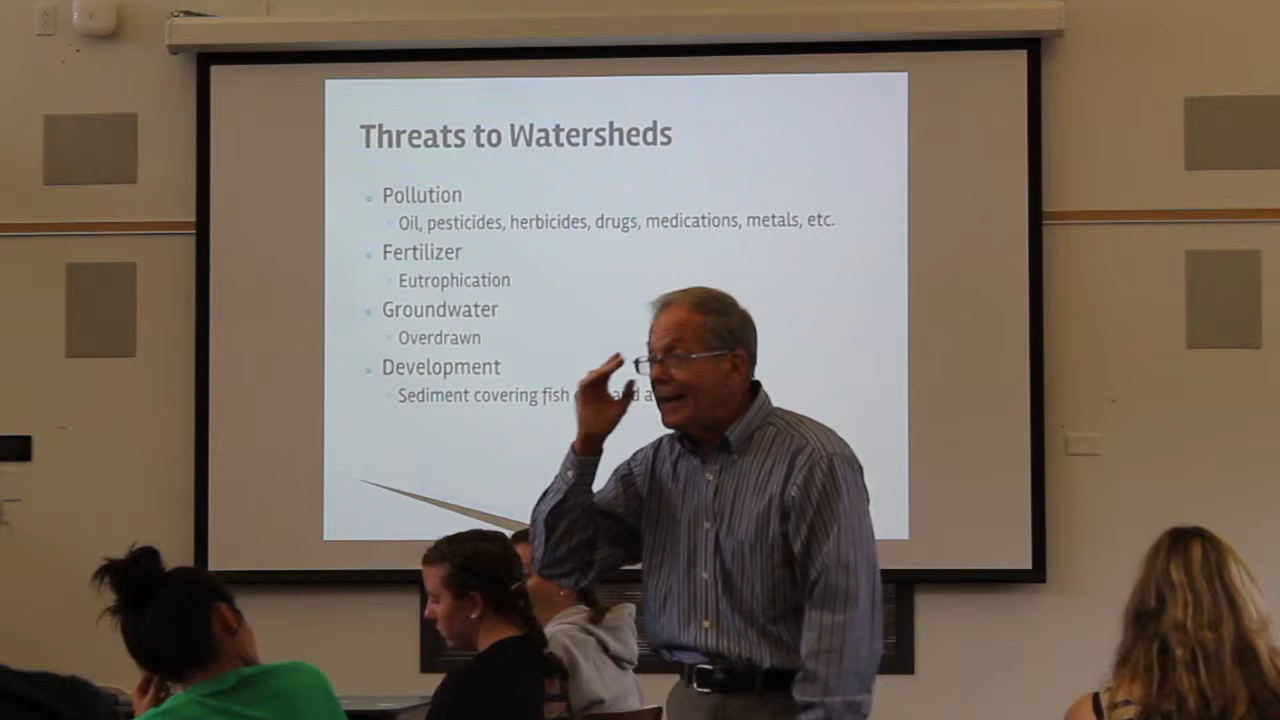 Threats to Watersheds
Pollution
Oil, pesticides, herbicides, drugs, medications, metals, etc.
Fertilizer
Eutrophication
Groundwater
Overdrawn
Development
Sediment covering fish